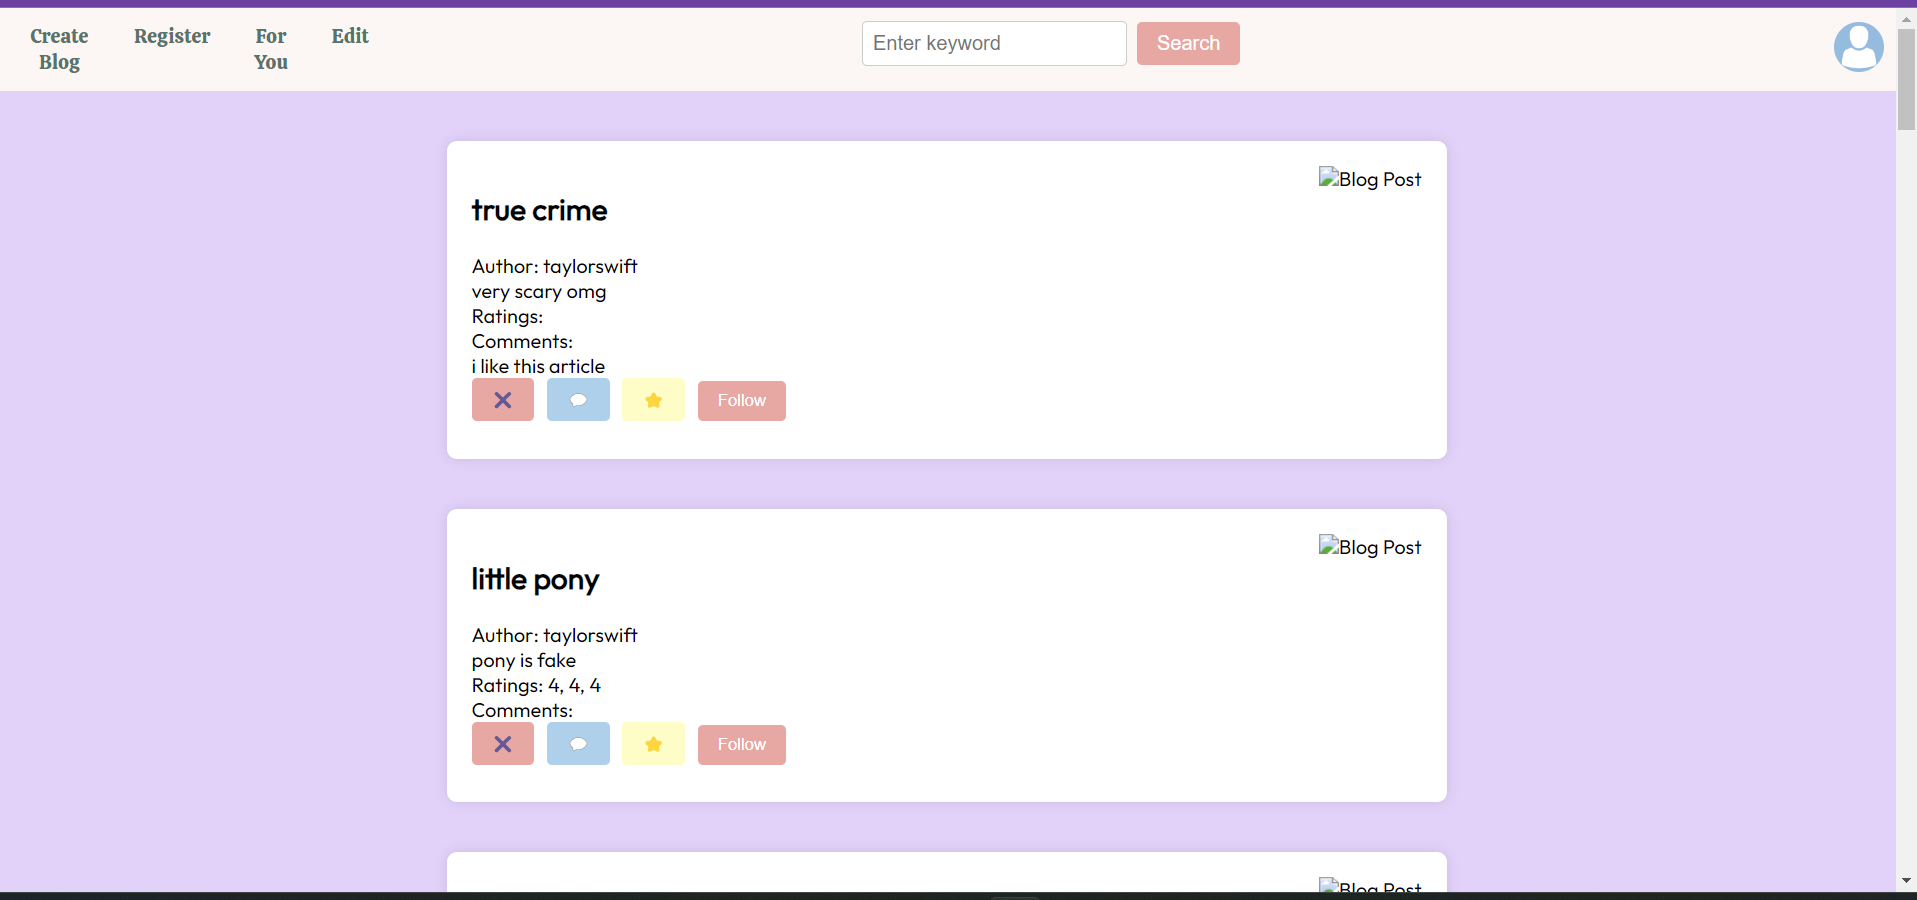 Create Blog
Register
For You
Edit
Enter keyword
Search
Blog Post
true crime
Author: taylorswift
very scary omg
Ratings:
Comments:
i like this article
Follow
Blog Post
little pony
Author: taylorswift
pony is fake
Ratings: 4, 4, 4
Comments:
Follow
Blog Post